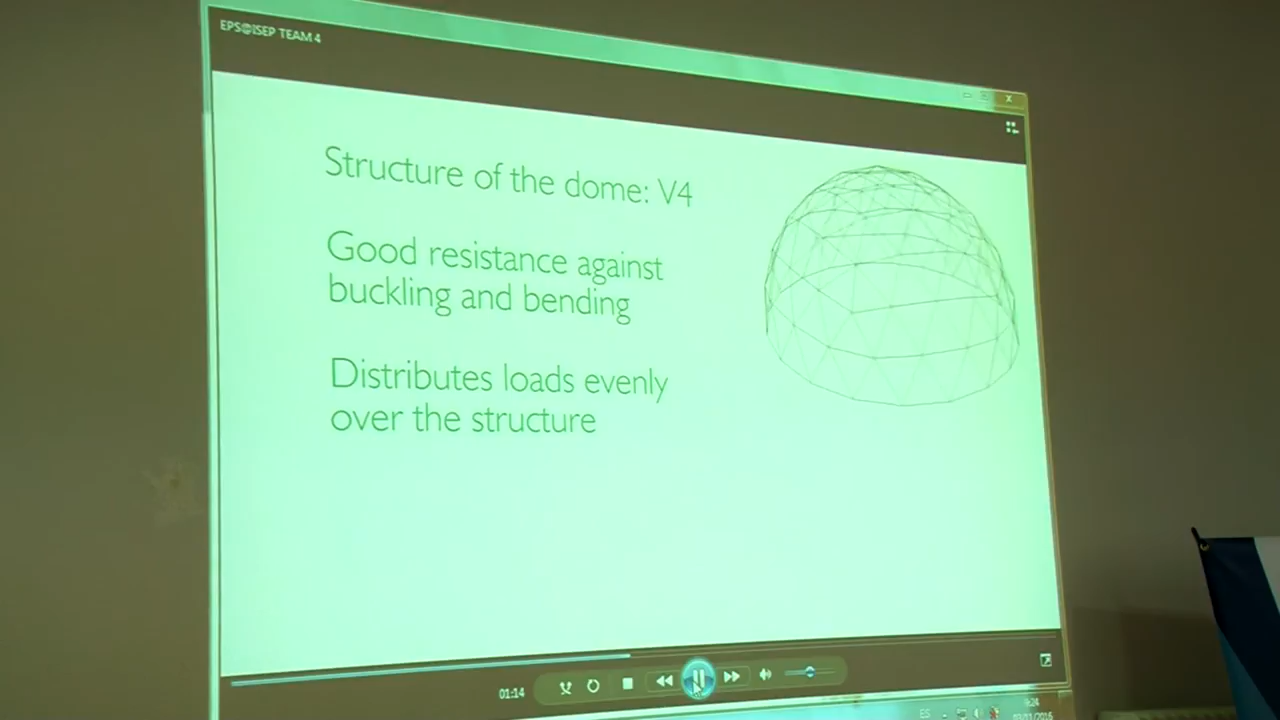 EPS@ISEP TEAM 4
Structure of the dome: V4
Good resistance against
buckling and bending
Distributes loads evenly
over the structure
01:14
ES